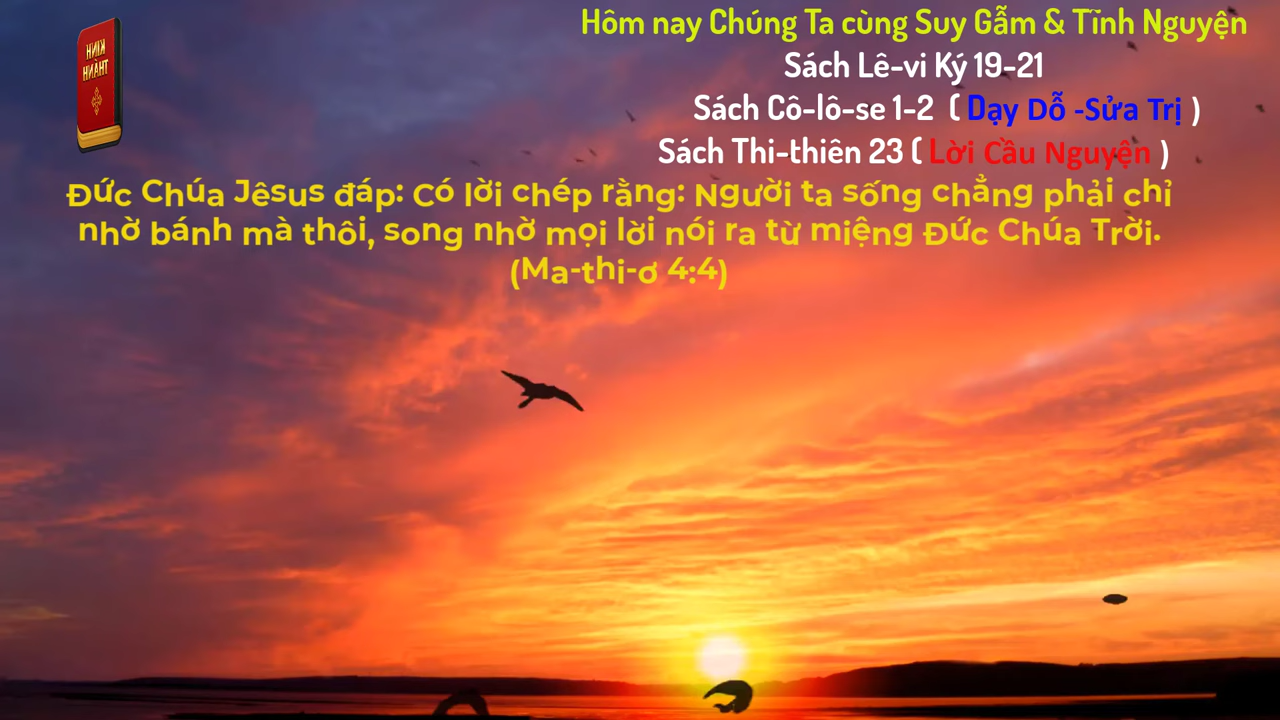 KINH
THÁNH
Hôm nay Chúng Ta cùng Suy Gẫm & Tĩnh Nguyện
Sách Lê-vi Ký 19-21
Sách Cô-lô-se 1-2 ( Dạy Dỗ -Sửa Trị )
Sách Thi-thiên 23 ( Lời Cầu Nguyện )
Đức Chúa Jêsus đáp: Có lời chép rằng: Người ta sống chẳng phải chỉ
nhờ bánh mà thôi, song nhờ mọi lời nói ra từ miệng Đức Chúa Trời.
(Ma-thi-ơ 4:4)